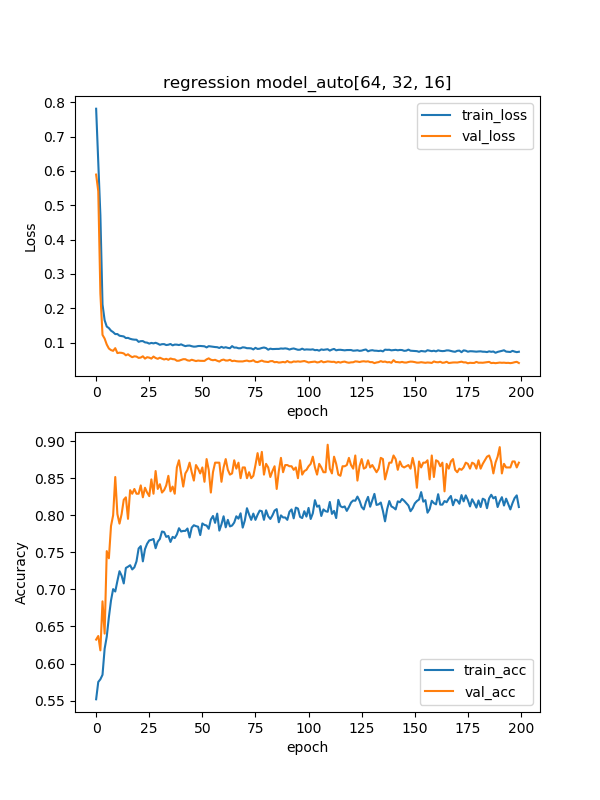 regression model_auto[64, 32, 16]
0.8
0.7
0.6
0.5
0.4
0.3
0.2
0.1
Loss
train_loss
val_loss
0 25 50 75 100 125 150 175 200
epoch
0.90
0.85
0.80
0.75
0.70
0.65
0.60
0.55
Accuracy
train_acc
val_acc
0 25 50 75 100 125 150 175 200
epoch